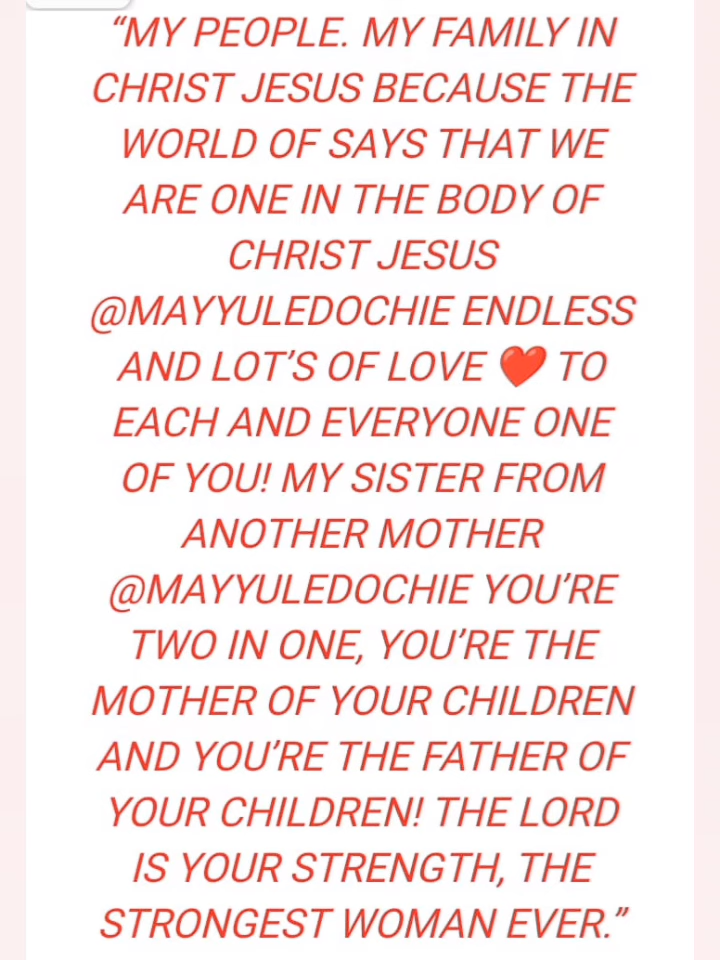 “MY PEOPLE. MY FAMILY IN
CHRIST JESUS BECAUSE THE
WORLD OF SAYS THAT WE
ARE ONE IN THE BODY OF
CHRIST JESUS
@MAYYULEDOCHIE ENDLESS
AND LOT’S OF LOVE ❤️ TO
EACH AND EVERYONE ONE
OF YOU! MY SISTER FROM
ANOTHER MOTHER
@MAYYULEDOCHIE YOU’RE
TWO IN ONE, YOU’RE THE
MOTHER OF YOUR CHILDREN
AND YOU’RE THE FATHER OF
YOUR CHILDREN! THE LORD
IS YOUR STRENGTH, THE
STRONGEST WOMAN EVER.”